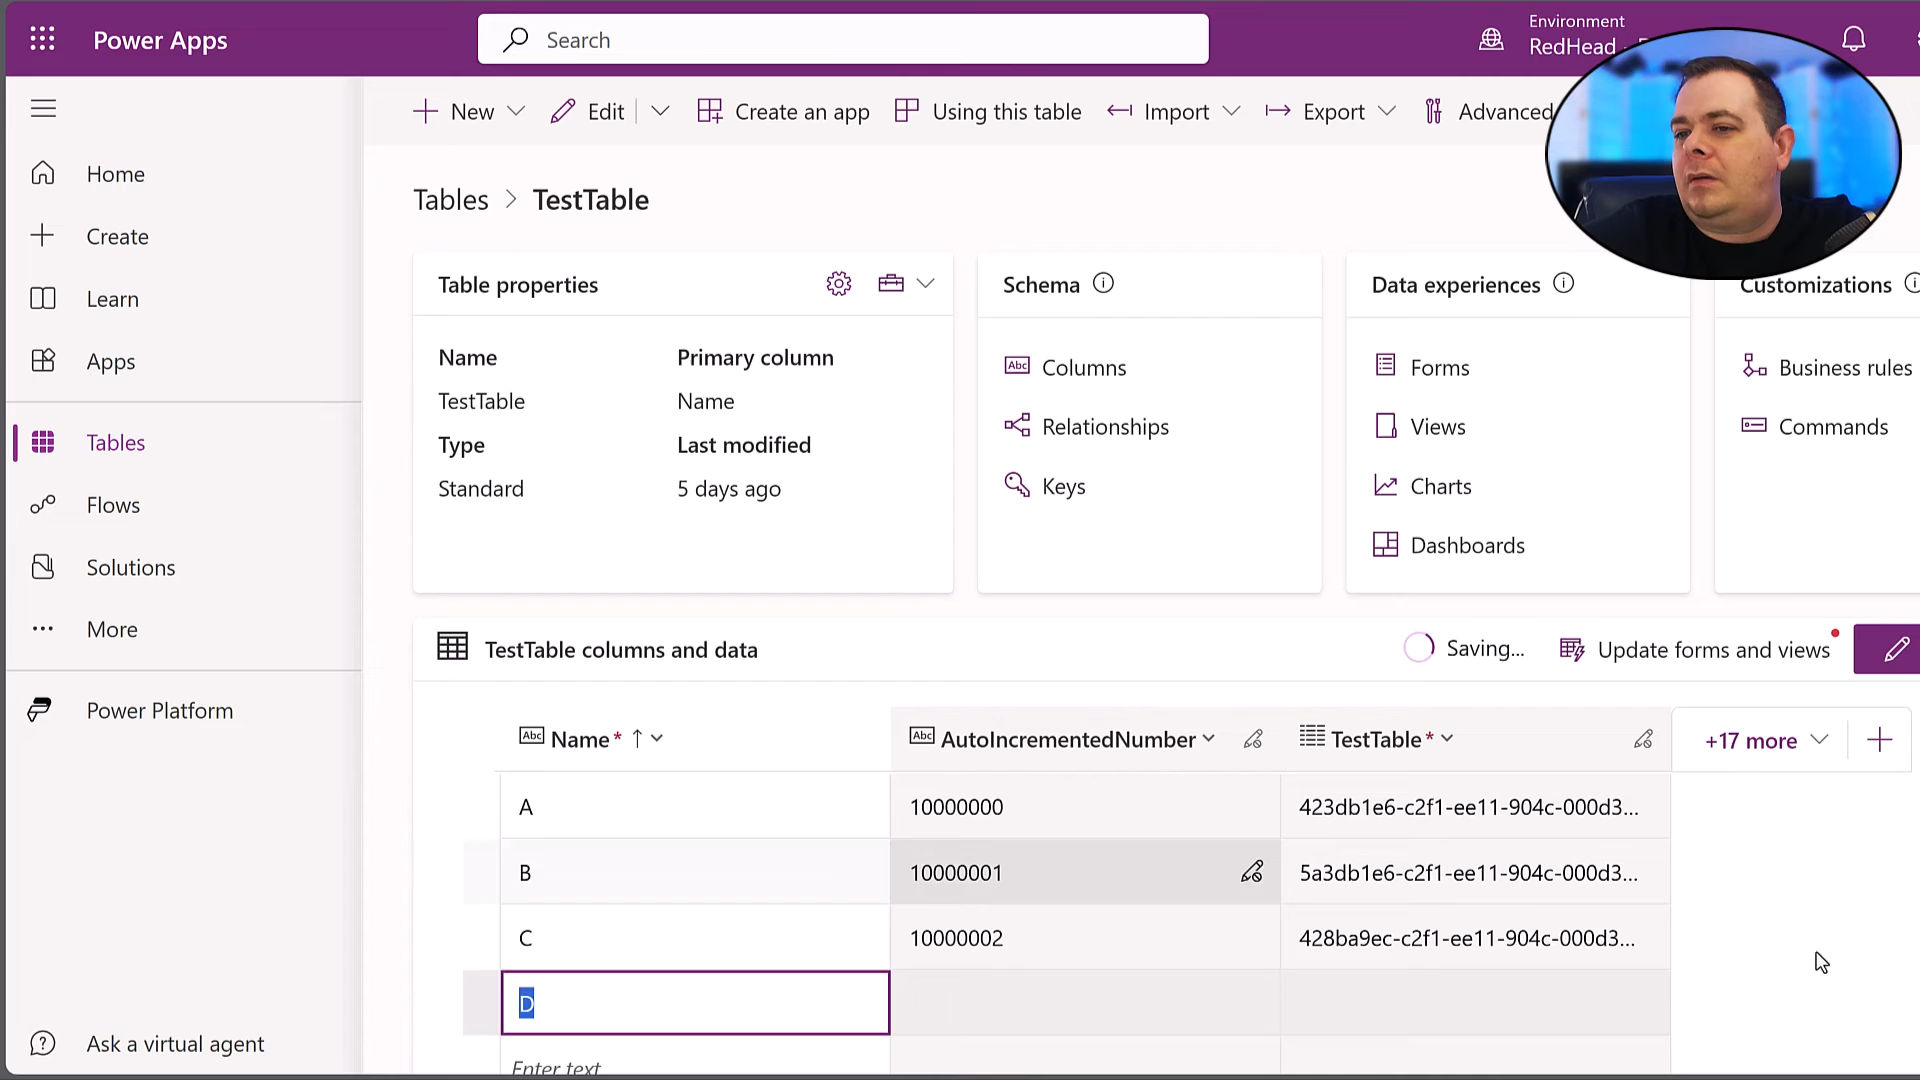 Power Apps
Search
Environment
RedHead
New
Edit
Create an app
Using this table
Import
Export
Advanced
Home
Create
Learn
Apps
Tables
Flows
Solutions
More
Power Platform
Ask a virtual agent
Tables > TestTable
Table properties
Name
Primary column
TestTable
Name
Type
Last modified
Standard
5 days ago
Schema
Columns
Relationships
Keys
Data experiences
Forms
Views
Charts
Dashboards
Customizations
Business rules
Commands
TestTable columns and data
Saving...
Update forms and views
Abc Name* ↑
Abc AutoIncrementedNumber
TestTable*
+17 more
A 10000000 423db1e6-c2f1-ee11-904c-000d3...
B 10000001 5a3db1e6-c2f1-ee11-904c-000d3...
C 10000002 428ba9ec-c2f1-ee11-904c-000d3...
D
Enter text